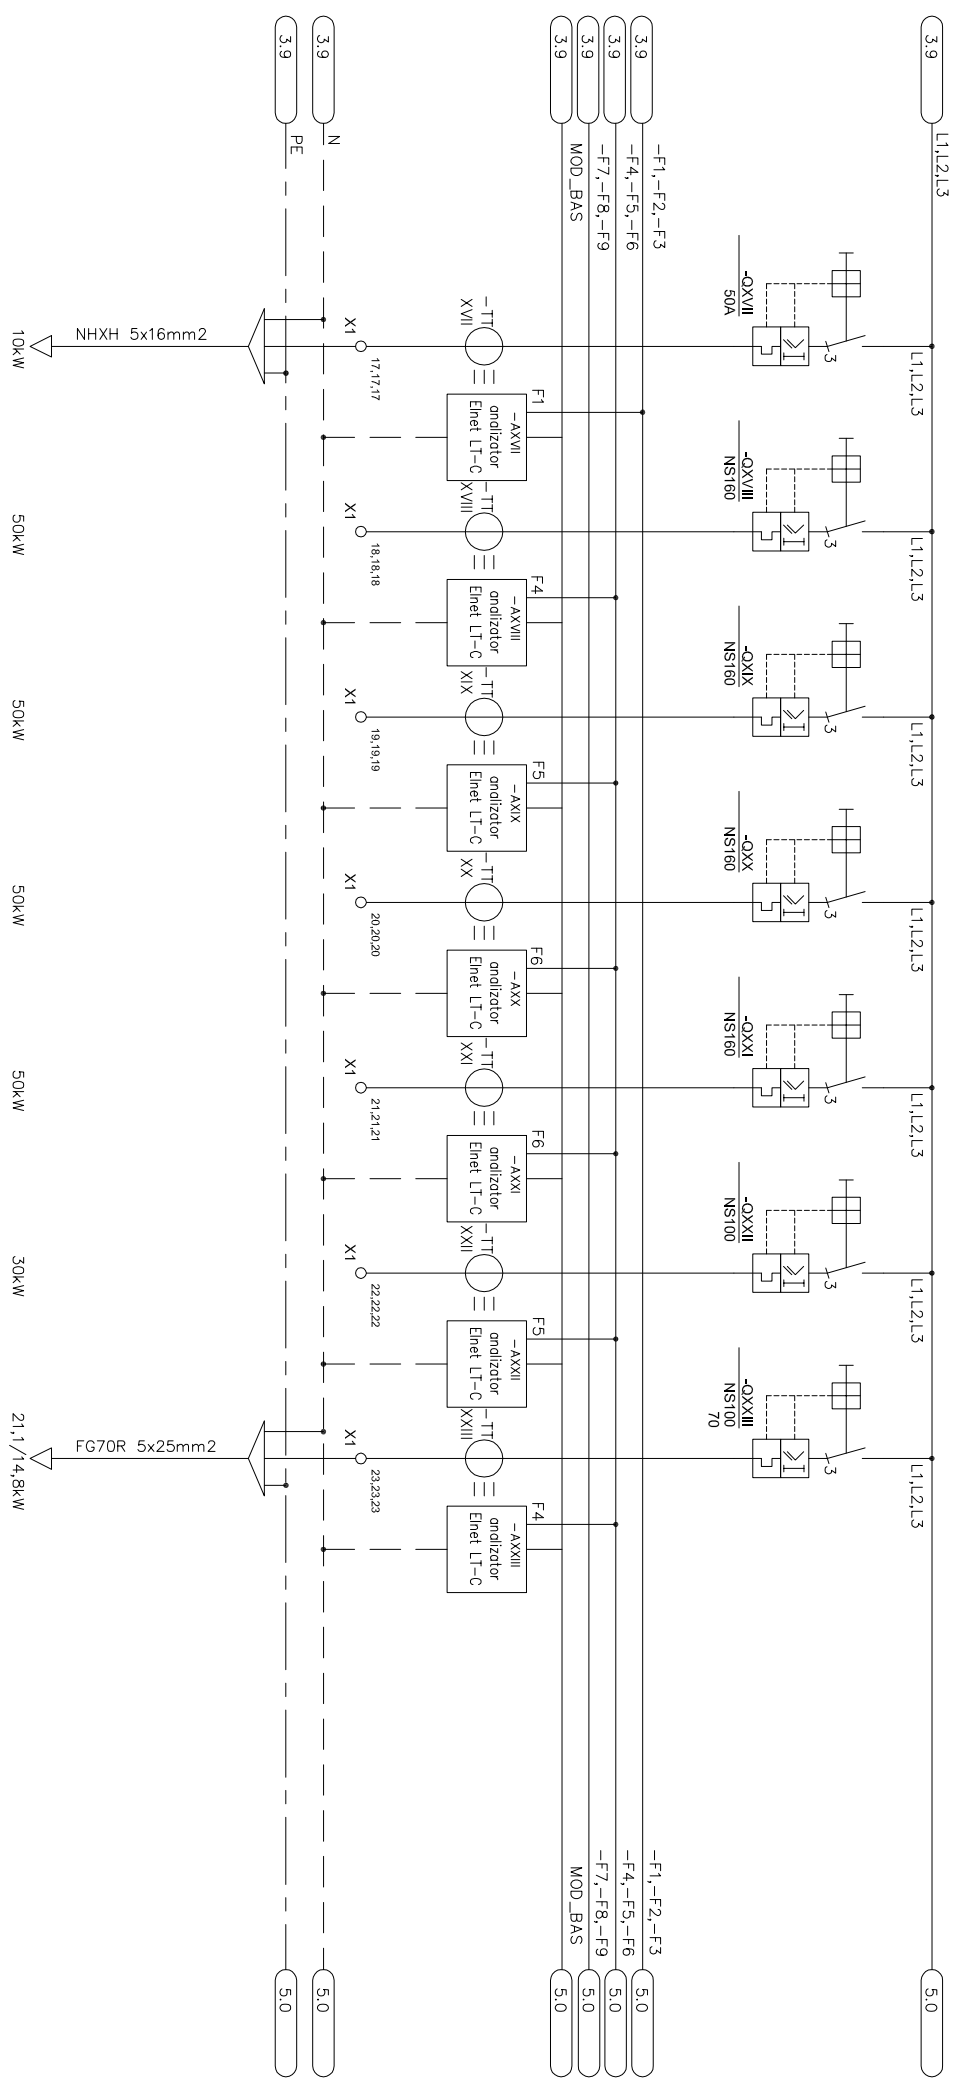 3.9
L1,L2,L3
5.0
L1,L2,L3
L1,L2,L3
L1,L2,L3
L1,L2,L3
L1,L2,L3
L1,L2,L3
L1,L2,L3
3
3
3
3
3
3
3
-QXVII
50A
-QXVIII
NS160
-QXIX
NS160
-QXX
NS160
-QXXI
NS160
-QXXII
NS100
-QXXIII
NS100
70
3.9
-F1,-F2,-F3
-F1,-F2,-F3
5.0
3.9
-F4,-F5,-F6
-F4,-F5,-F6
5.0
3.9
-F7,-F8,-F9
-F7,-F8,-F9
5.0
3.9
MOD_BAS
MOD_BAS
5.0
-TT
XVII
F1
-AXVII
analizator
Elnet LT-C
-TT
XVIII
F4
-AXVIII
analizator
Elnet LT-C
-TT
XIX
F5
-AXIX
analizator
Elnet LT-C
-TT
XX
F6
-AXX
analizator
Elnet LT-C
-TT
XXI
F6
-AXXI
analizator
Elnet LT-C
-TT
XXII
F5
-AXXII
analizator
Elnet LT-C
-TT
XXIII
F4
-AXXIII
analizator
Elnet LT-C
X1
17,17,17
X1
18,18,18
X1
19,19,19
X1
20,20,20
X1
21,21,21
X1
22,22,22
X1
23,23,23
3.9
N
5.0
3.9
PE
5.0
NHXH 5x16mm2
FG70R 5x25mm2
10kW
50kW
50kW
50kW
50kW
30kW
21,1/14,8kW